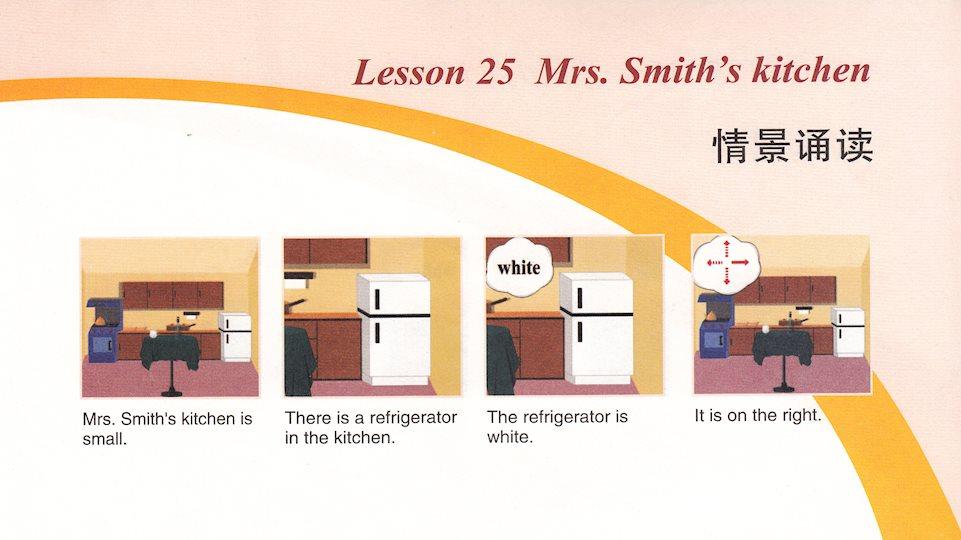 Lesson 25 Mrs. Smith's kitchen
情景诵读
white
Mrs. Smith's kitchen is
small.
There is a refrigerator
in the kitchen.
The refrigerator is
white.
It is on the right.